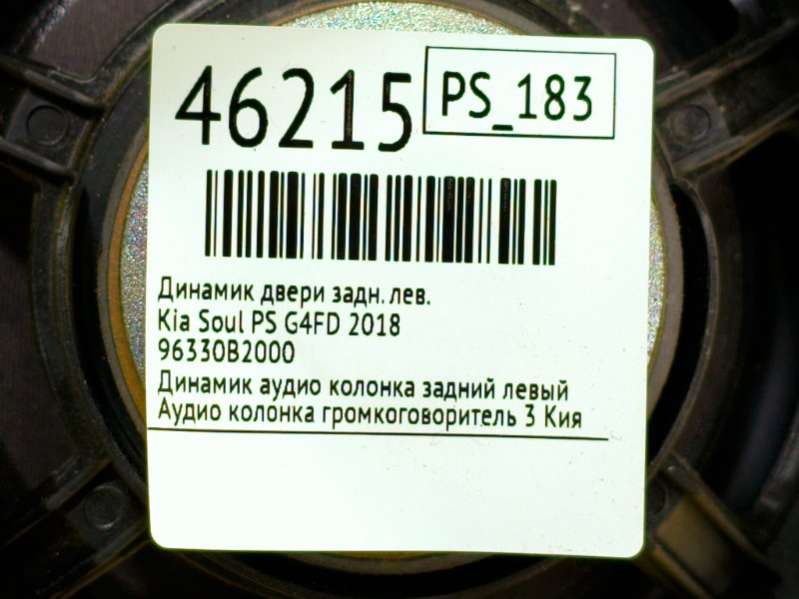 46215 PS_183
Динамик двери задн. лев.
Kia Soul PS G4FD 2018
96330B2000
Динамик аудио колонка задний левый
Аудио колонка громкоговоритель 3 Кия